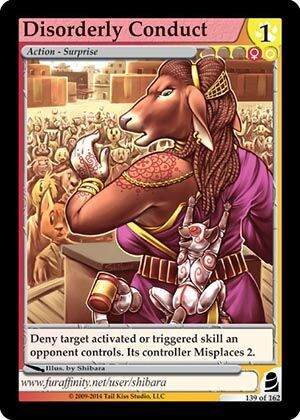 Disorderly Conduct 1
Action - Surprise
Deny target activated or triggered skill an
opponent controls. Its controller Misplaces 2.
Illus. by Shibara
www.furaffinity.net/user/shibara
© 2009-2014 Tail Kiss Studio, LLC
139 of 162